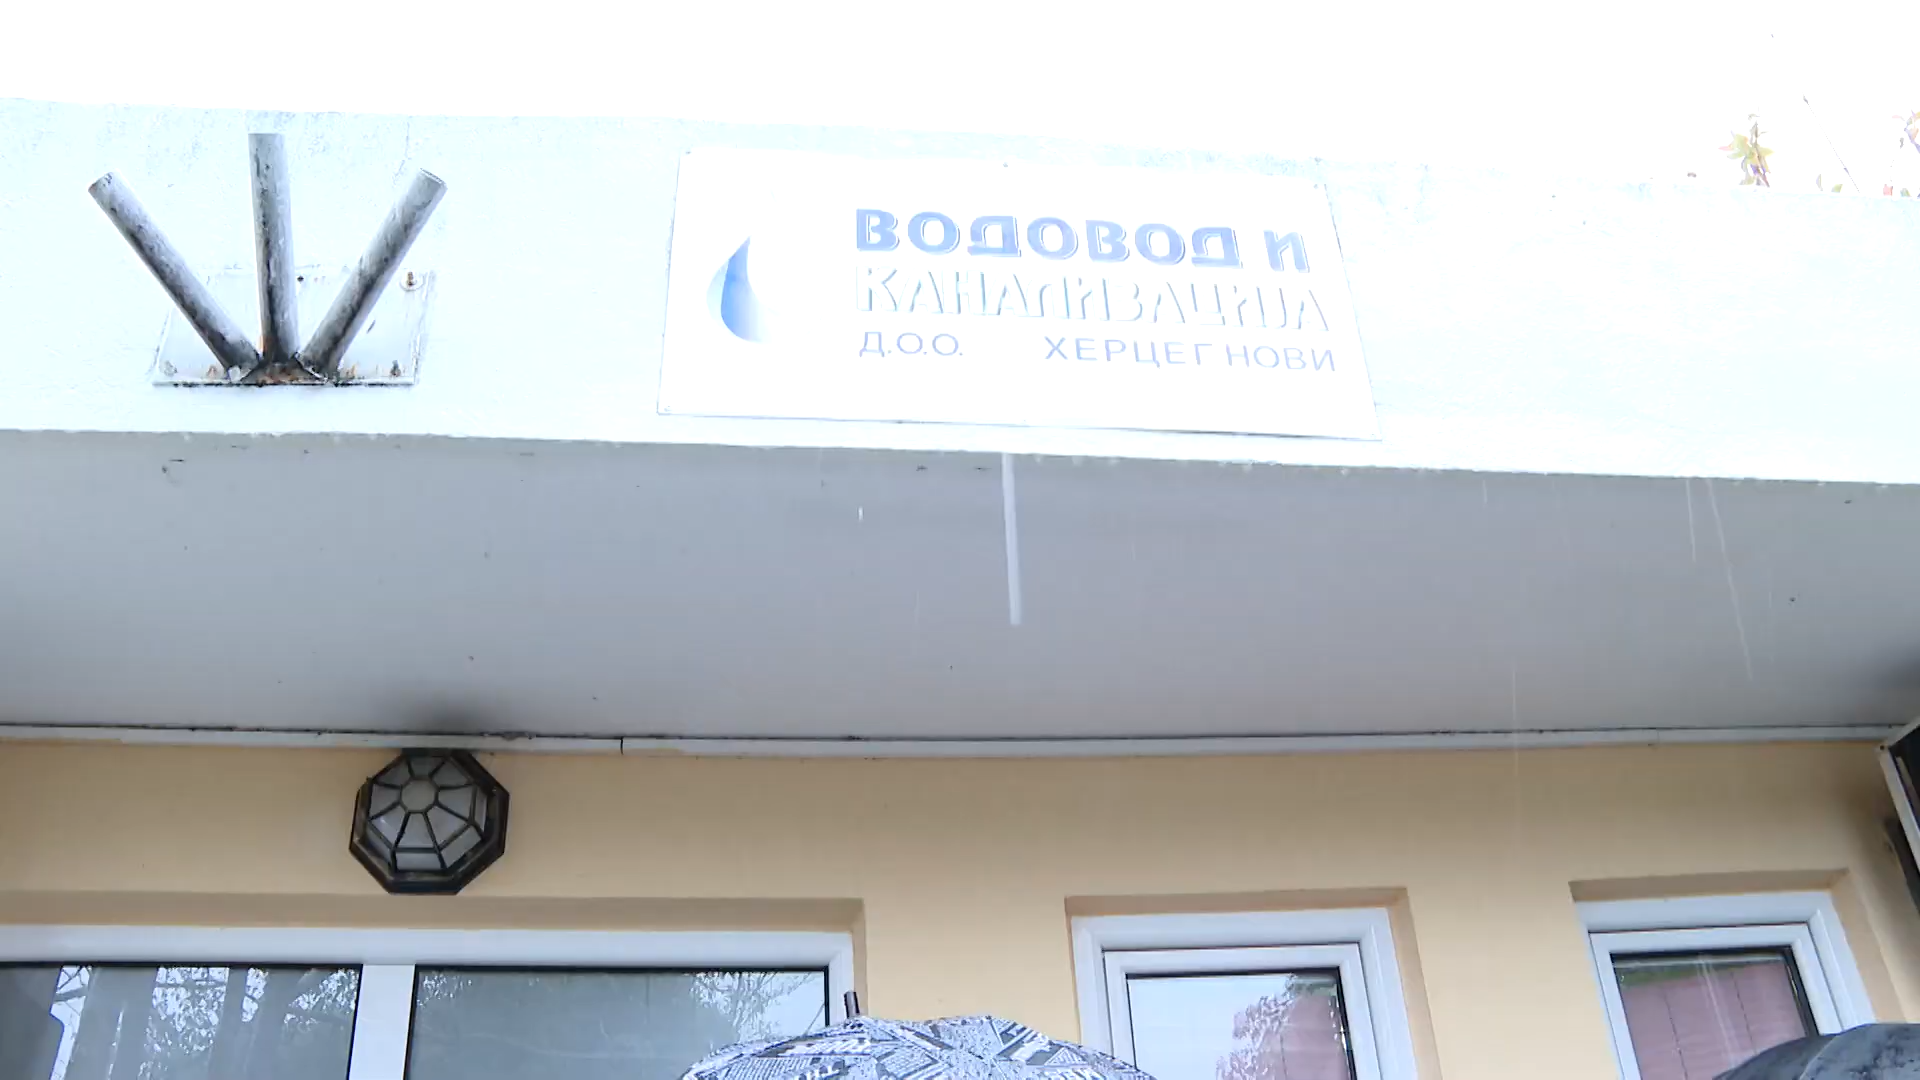 ВОДОВОД И
КАНАЛИЗАЦИЈА
Д.О.О. ХЕРЦЕГ НОВИ